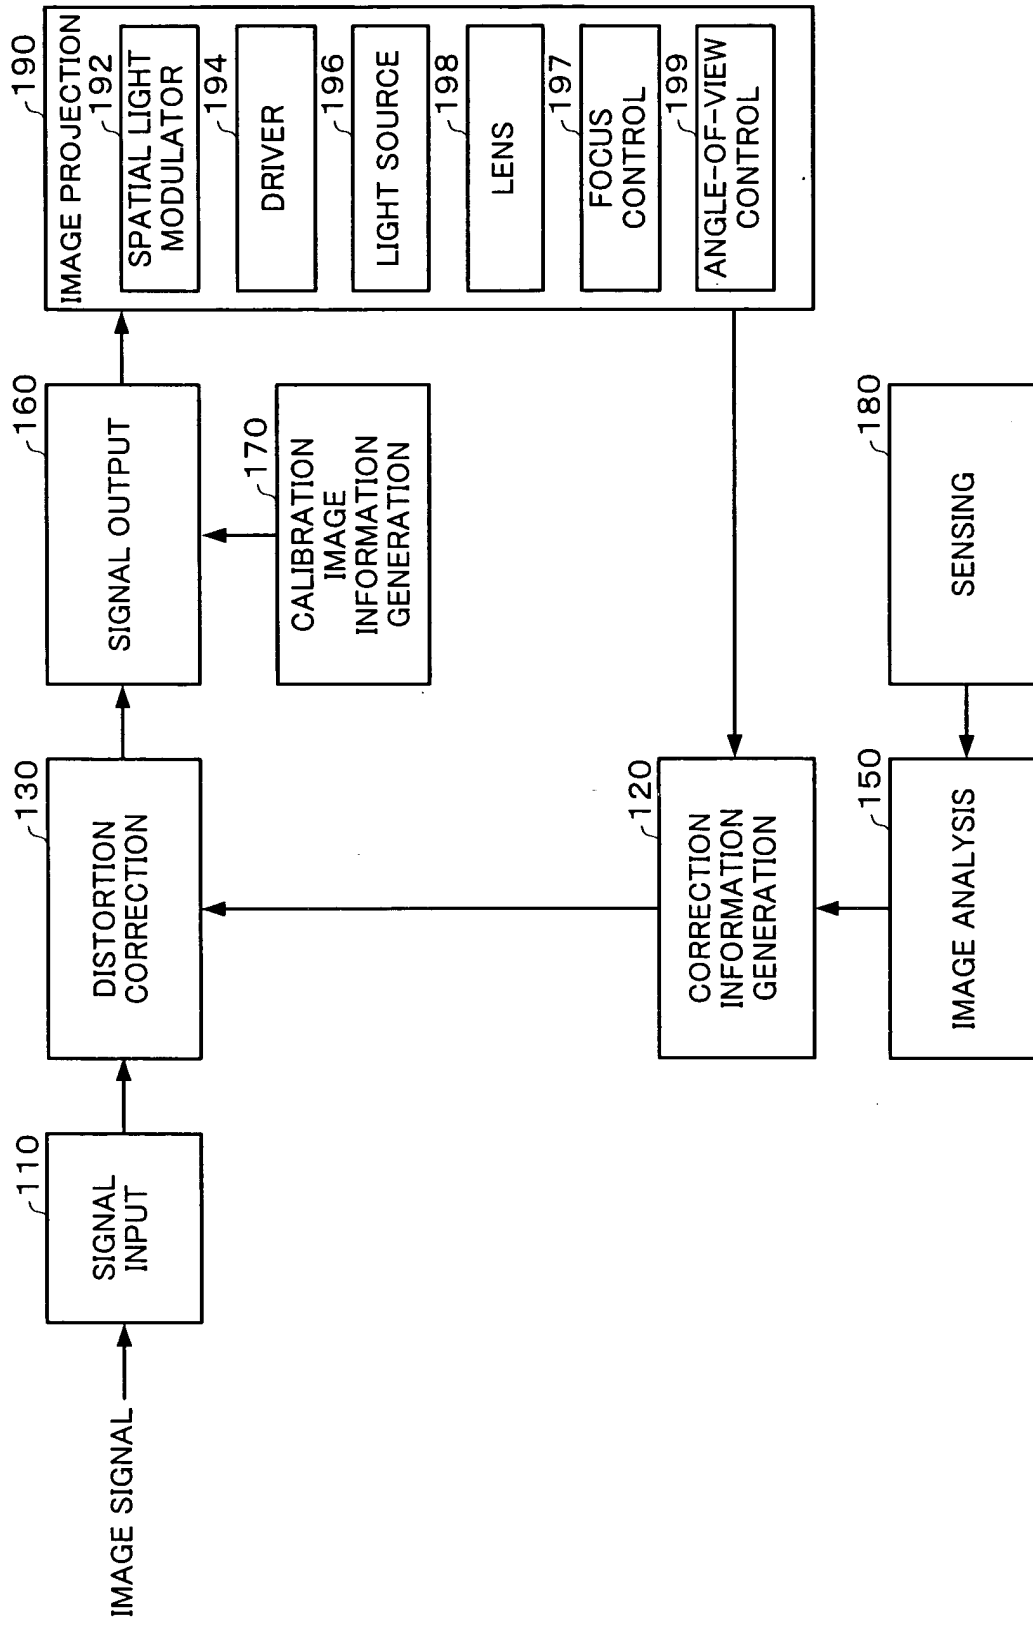 IMAGE SIGNAL
110
SIGNAL
INPUT
130
DISTORTION
CORRECTION
160
SIGNAL OUTPUT
170
CALIBRATION
IMAGE
INFORMATION
GENERATION
190
IMAGE PROJECTION
192
SPATIAL LIGHT
MODULATOR
194
DRIVER
196
LIGHT SOURCE
198
LENS
197
FOCUS
CONTROL
199
ANGLE-OF-VIEW
CONTROL
120
CORRECTION
INFORMATION
GENERATION
150
IMAGE ANALYSIS
180
SENSING